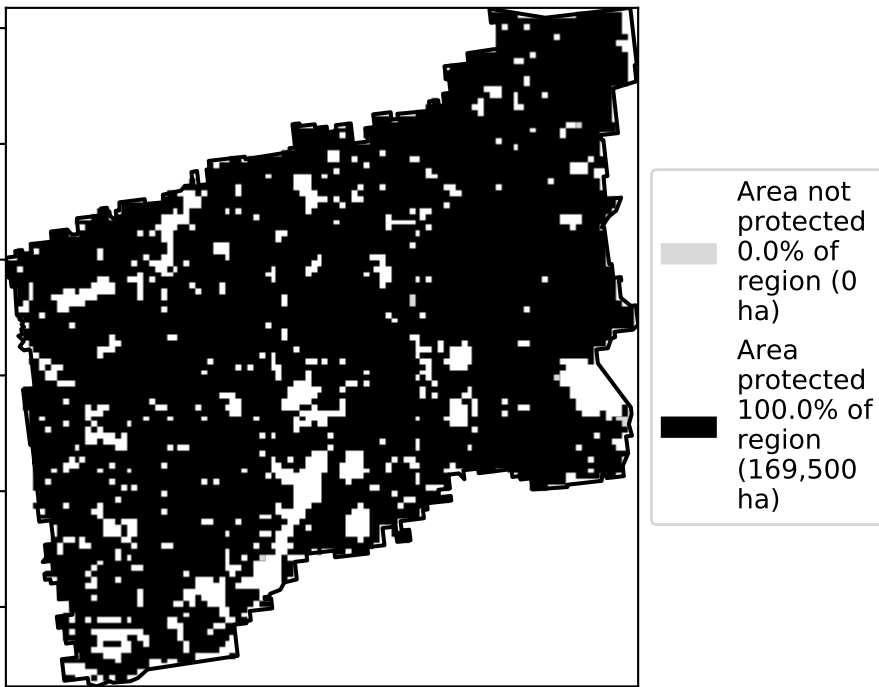 Area not
protected
0.0% of
region (0
ha)
Area
protected
100.0% of
region
(169,500
ha)